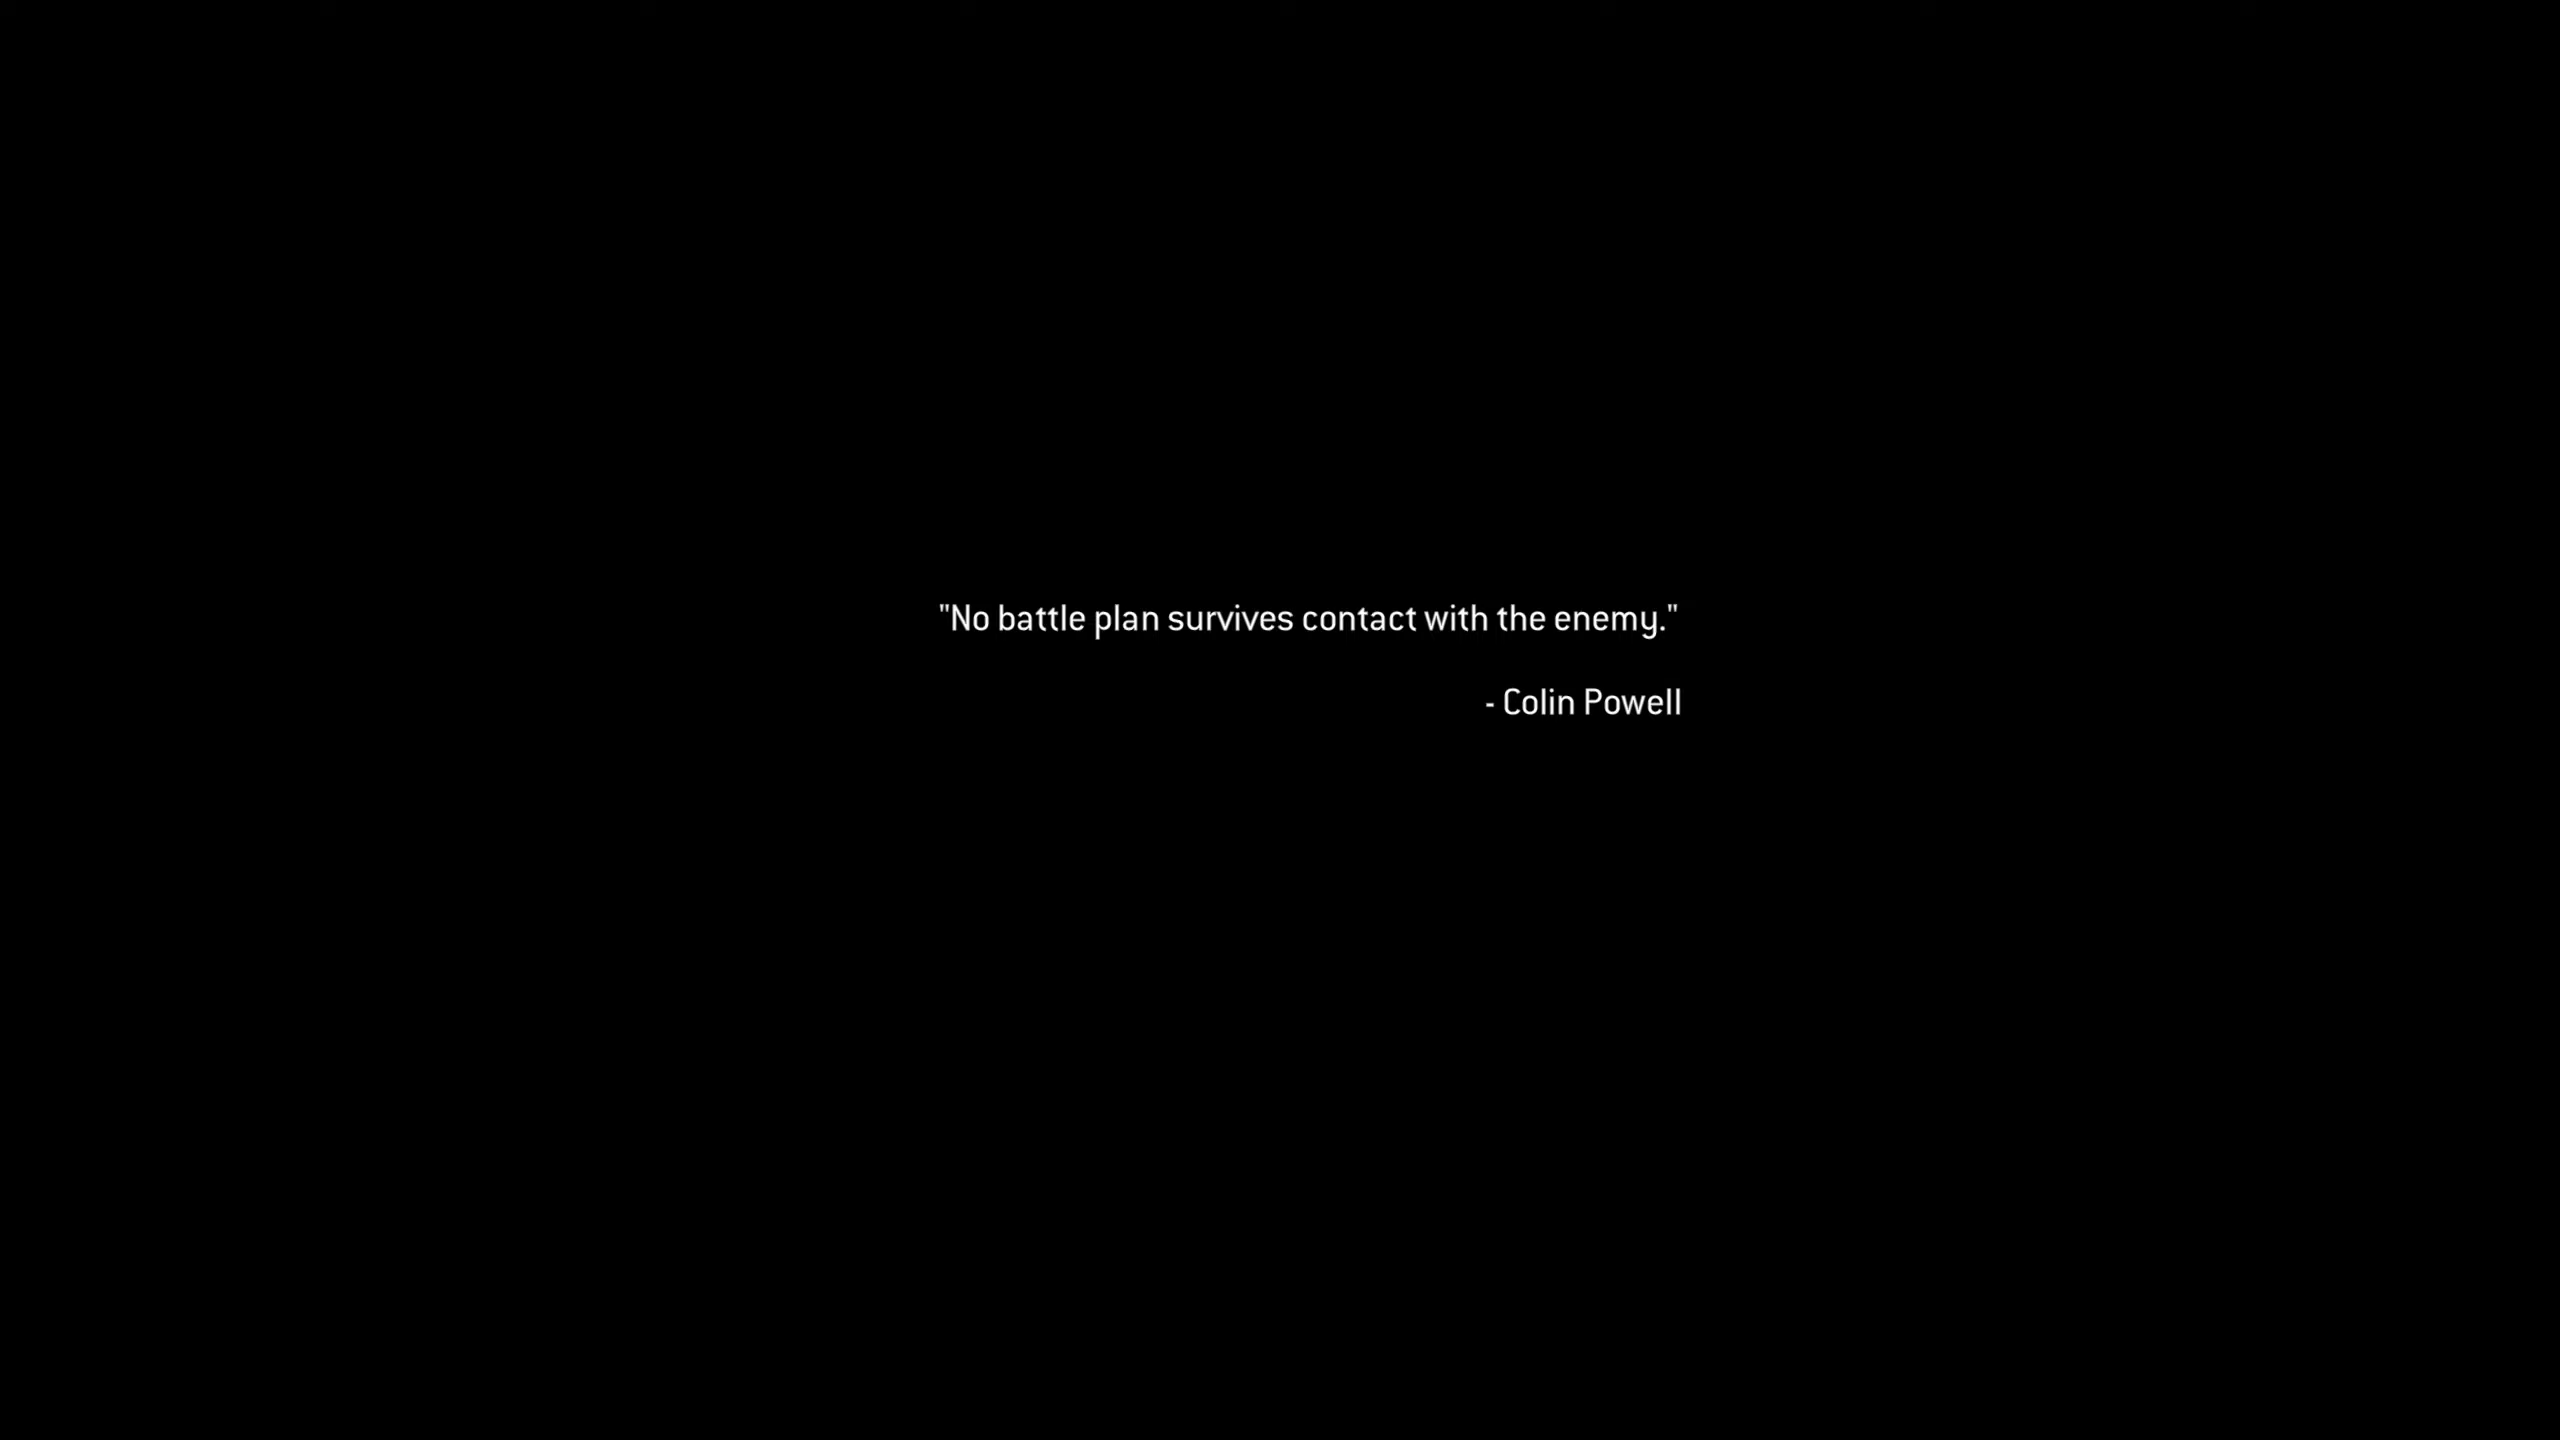 "No battle plan survives contact with the enemy."
- Colin Powell